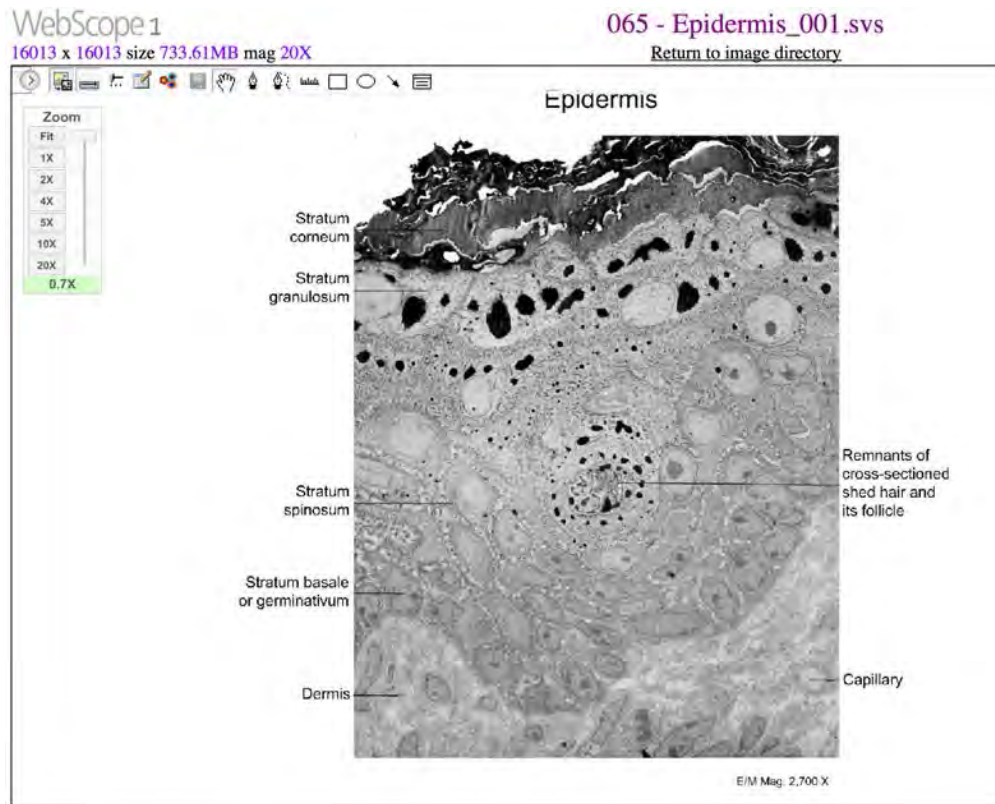 WebScope 1
065 - Epidermis_001.svs
16013 x 16013 size 733.61MB mag 20X
Return to image directory
Zoom
Fit
1X
2X
4X
5X
10X
20X
0.7X
Epidermis
Stratum
corneum
Stratum
granulosum
Stratum
spinosum
Stratum basale
or germinativum
Dermis
Remnants of
cross-sectioned
shed hair and
its follicle
Capillary
E/M Mag. 2,700 X